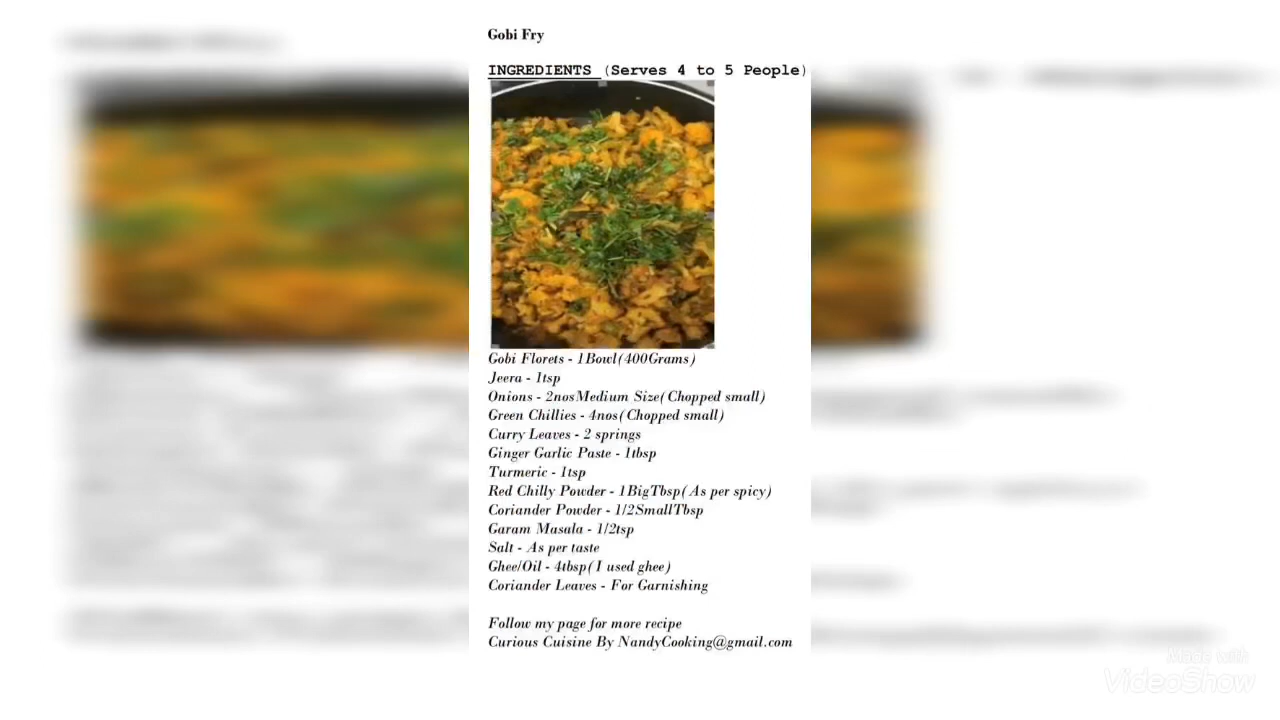 Gobi Fry
INGREDIENTS (Serves 4 to 5 People)
Gobi Florets - 1Bowl(400Grams)
Jeera - 1tsp
Onions - 2nosMedium Size(Chopped small)
Green Chillies - 4nos(Chopped small)
Curry Leaves - 2 springs
Ginger Garlic Paste - 1tbsp
Turmeric - 1tsp
Red Chilly Powder - 1BigTbsp(As per spicy)
Coriander Powder - 1/2SmallTbsp
Garam Masala - 1/2tsp
Salt - As per taste
Ghee/Oil - 4tbsp(I used ghee)
Coriander Leaves - For Garnishing
Follow my page for more recipe
Curious Cuisine By NandyCooking@gmail.com
Made with
VideoShow